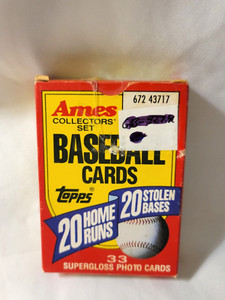 Ames
COLLECTORS'
SET
672 43717
BASEBALL
CARDS
TOPPS
20 HOME
RUNS
20 STOLEN
BASES
33
SUPERGLOSS PHOTO CARDS